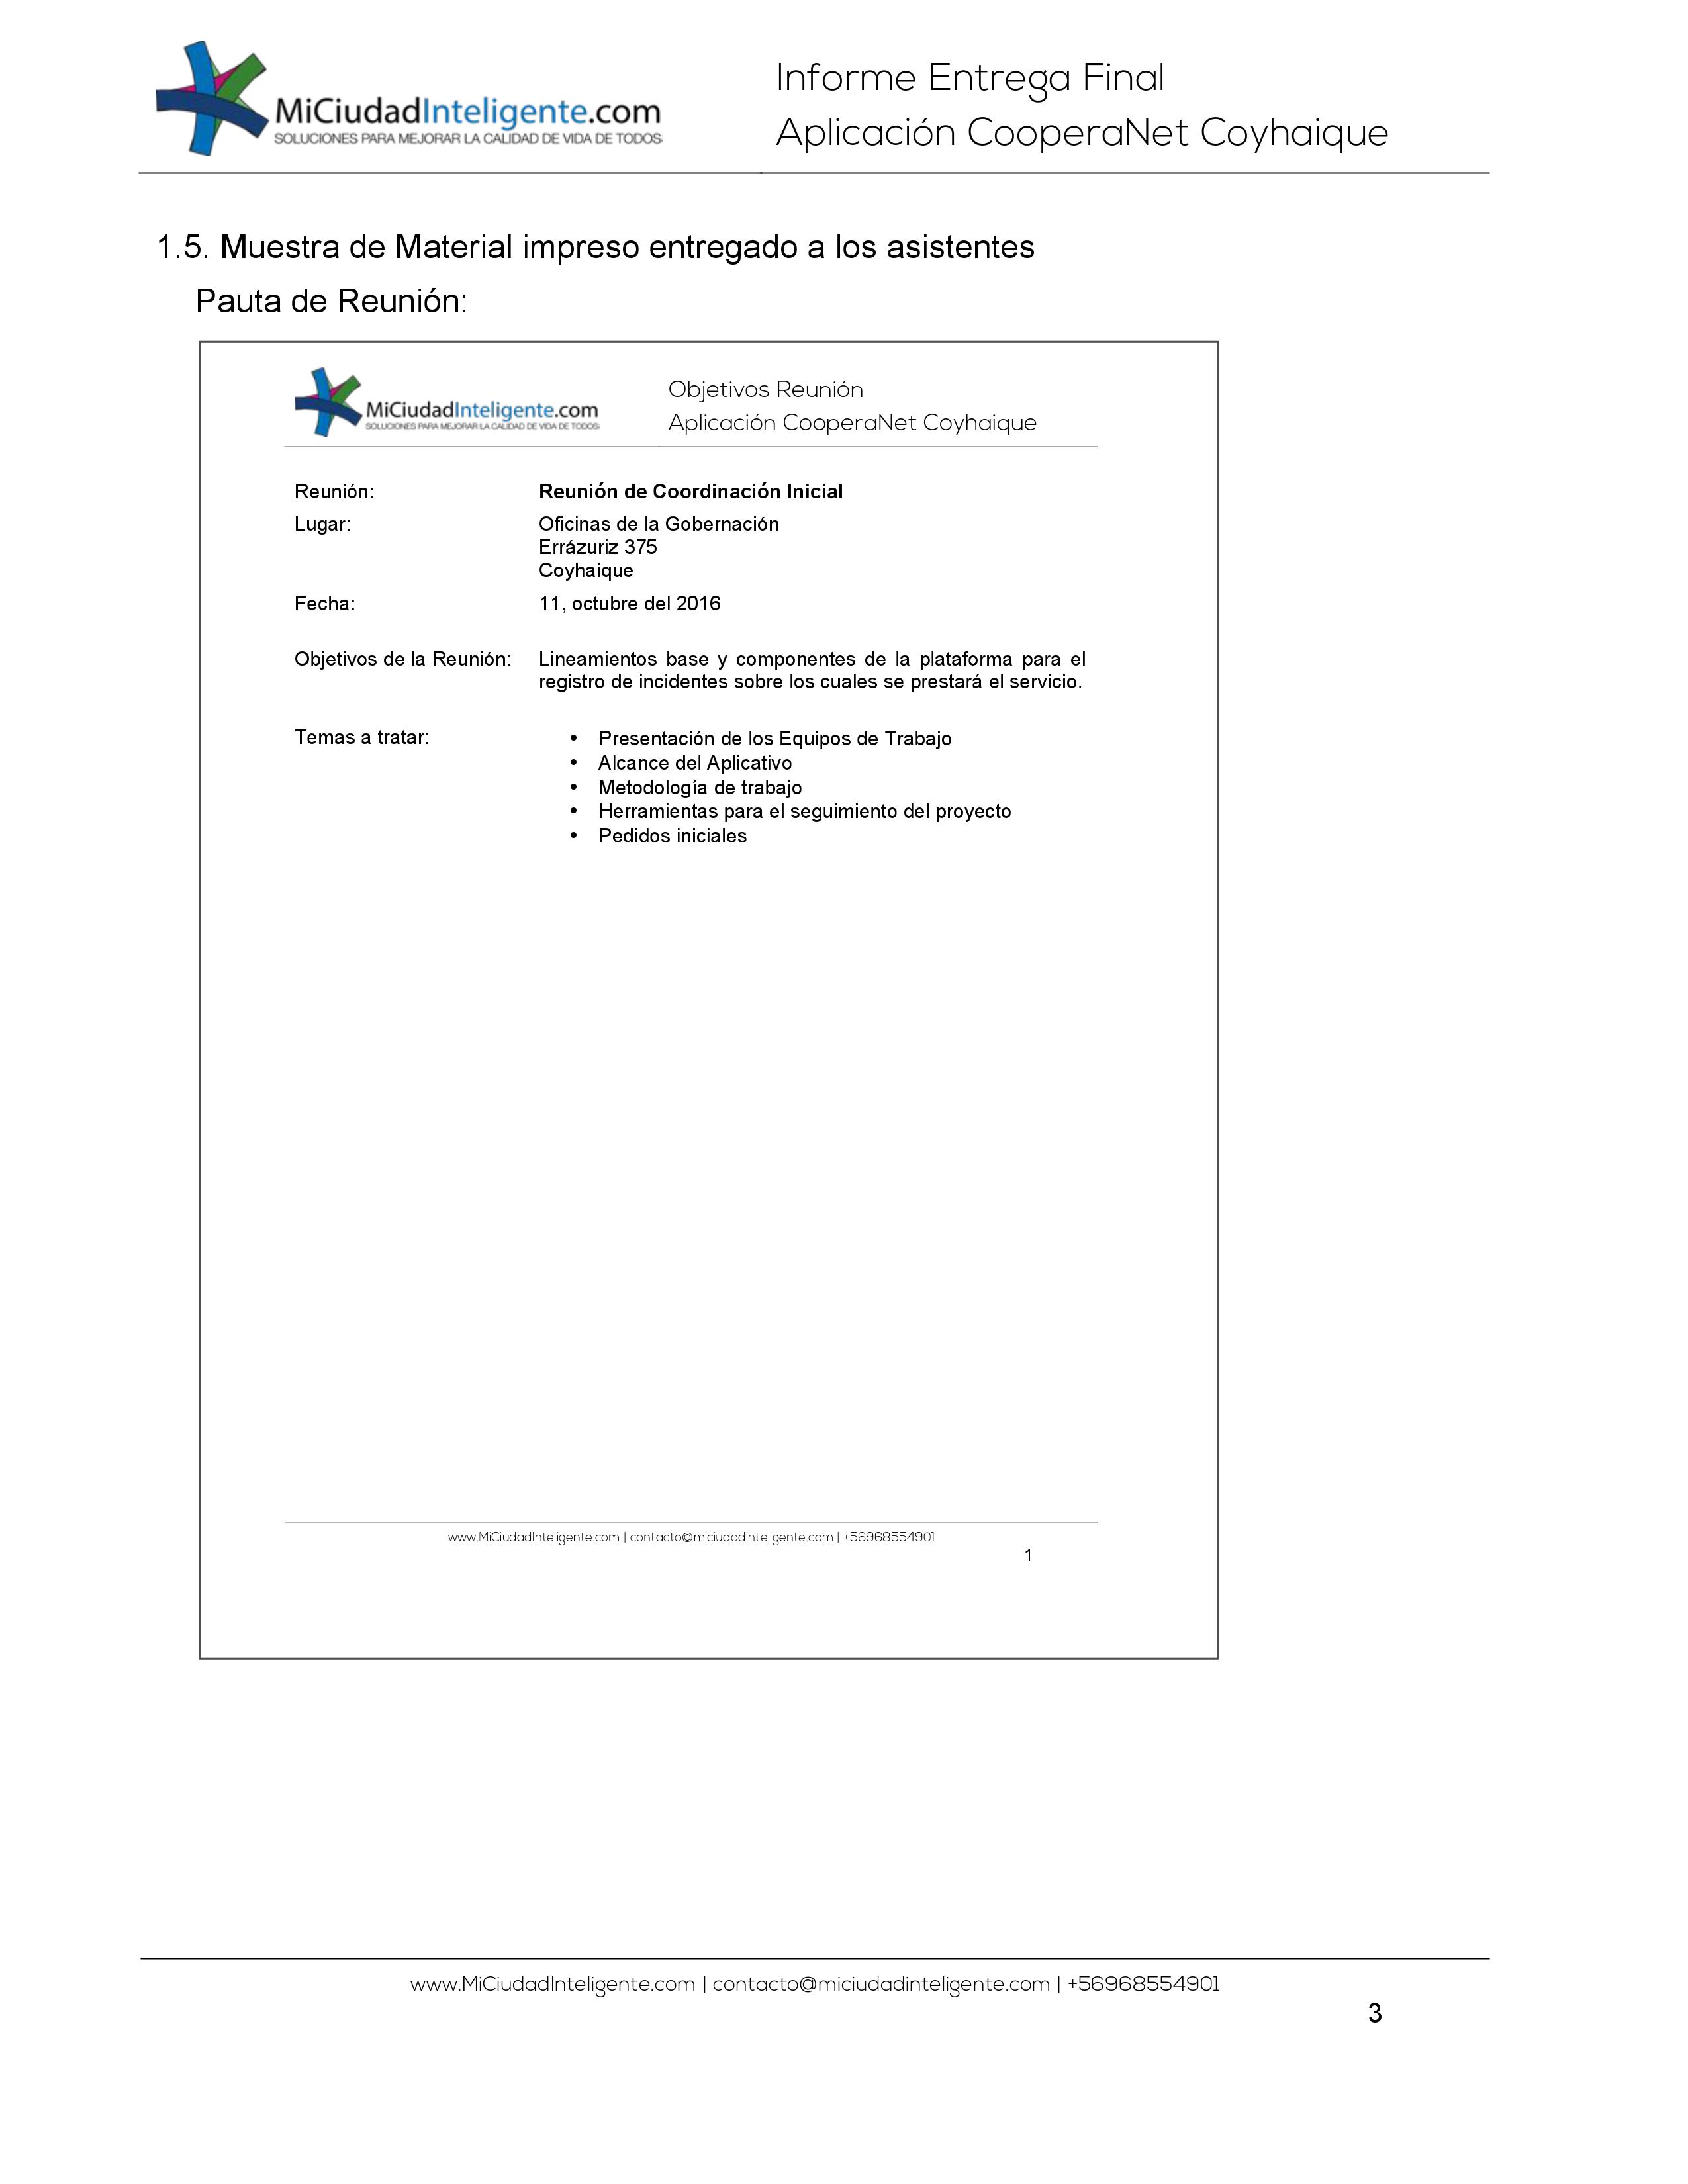 MiCiudadInteligente.com
SOLUCIONES PARA MEJORAR LA CALIDAD DE VIDA DE TODOS
Informe Entrega Final
Aplicación CooperaNet Coyhaique
1.5. Muestra de Material impreso entregado a los asistentes
Pauta de Reunión:
MiCiudadInteligente.com
SOLUCIONES PARA MEJORAR LA CALIDAD DE VIDA DE TODOS
Objetivos Reunión
Aplicación CooperaNet Coyhaique
Reunión: Reunión de Coordinación Inicial
Lugar: Oficinas de la Gobernación
Errázuriz 375
Coyhaique
Fecha: 11, octubre del 2016
Objetivos de la Reunión: Lineamientos base y componentes de la plataforma para el
registro de incidentes sobre los cuales se prestará el servicio.
Temas a tratar: • Presentación de los Equipos de Trabajo
• Alcance del Aplicativo
• Metodología de trabajo
• Herramientas para el seguimiento del proyecto
• Pedidos iniciales
www.MiCiudadInteligente.com | contacto@miciudadinteligente.com | +56968554901
1
www.MiCiudadInteligente.com | contacto@miciudadinteligente.com | +56968554901
3